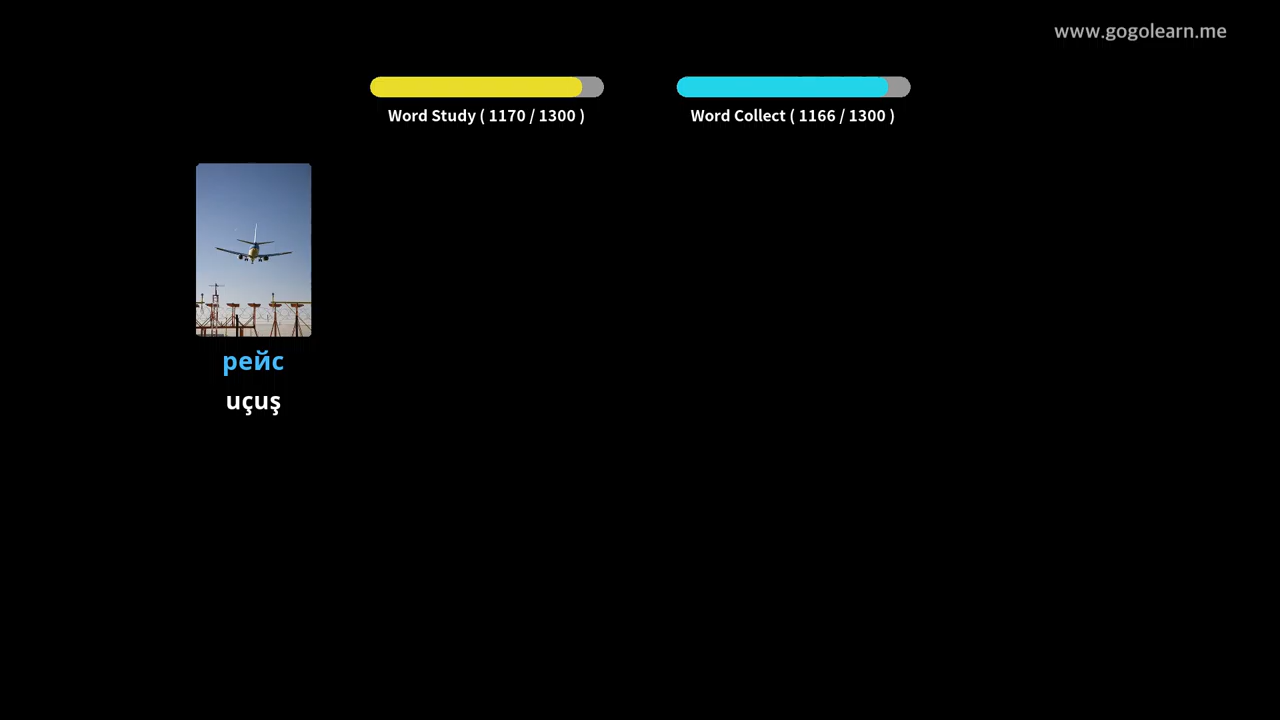 www.gogolearn.me
Word Study ( 1170 / 1300 )
Word Collect ( 1166 / 1300 )
рейс
uçuş